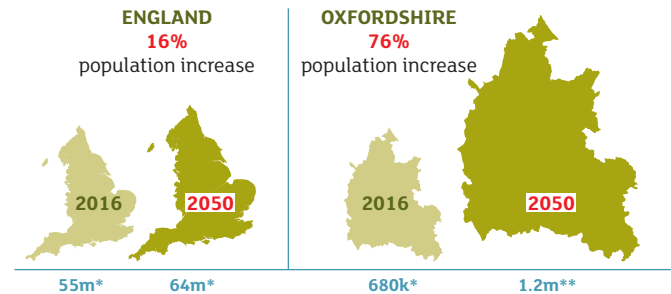 ENGLAND
16%
population increase
2016
2050
55m*
64m*
OXFORDSHIRE
76%
population increase
2016
2050
680k*
1.2m**